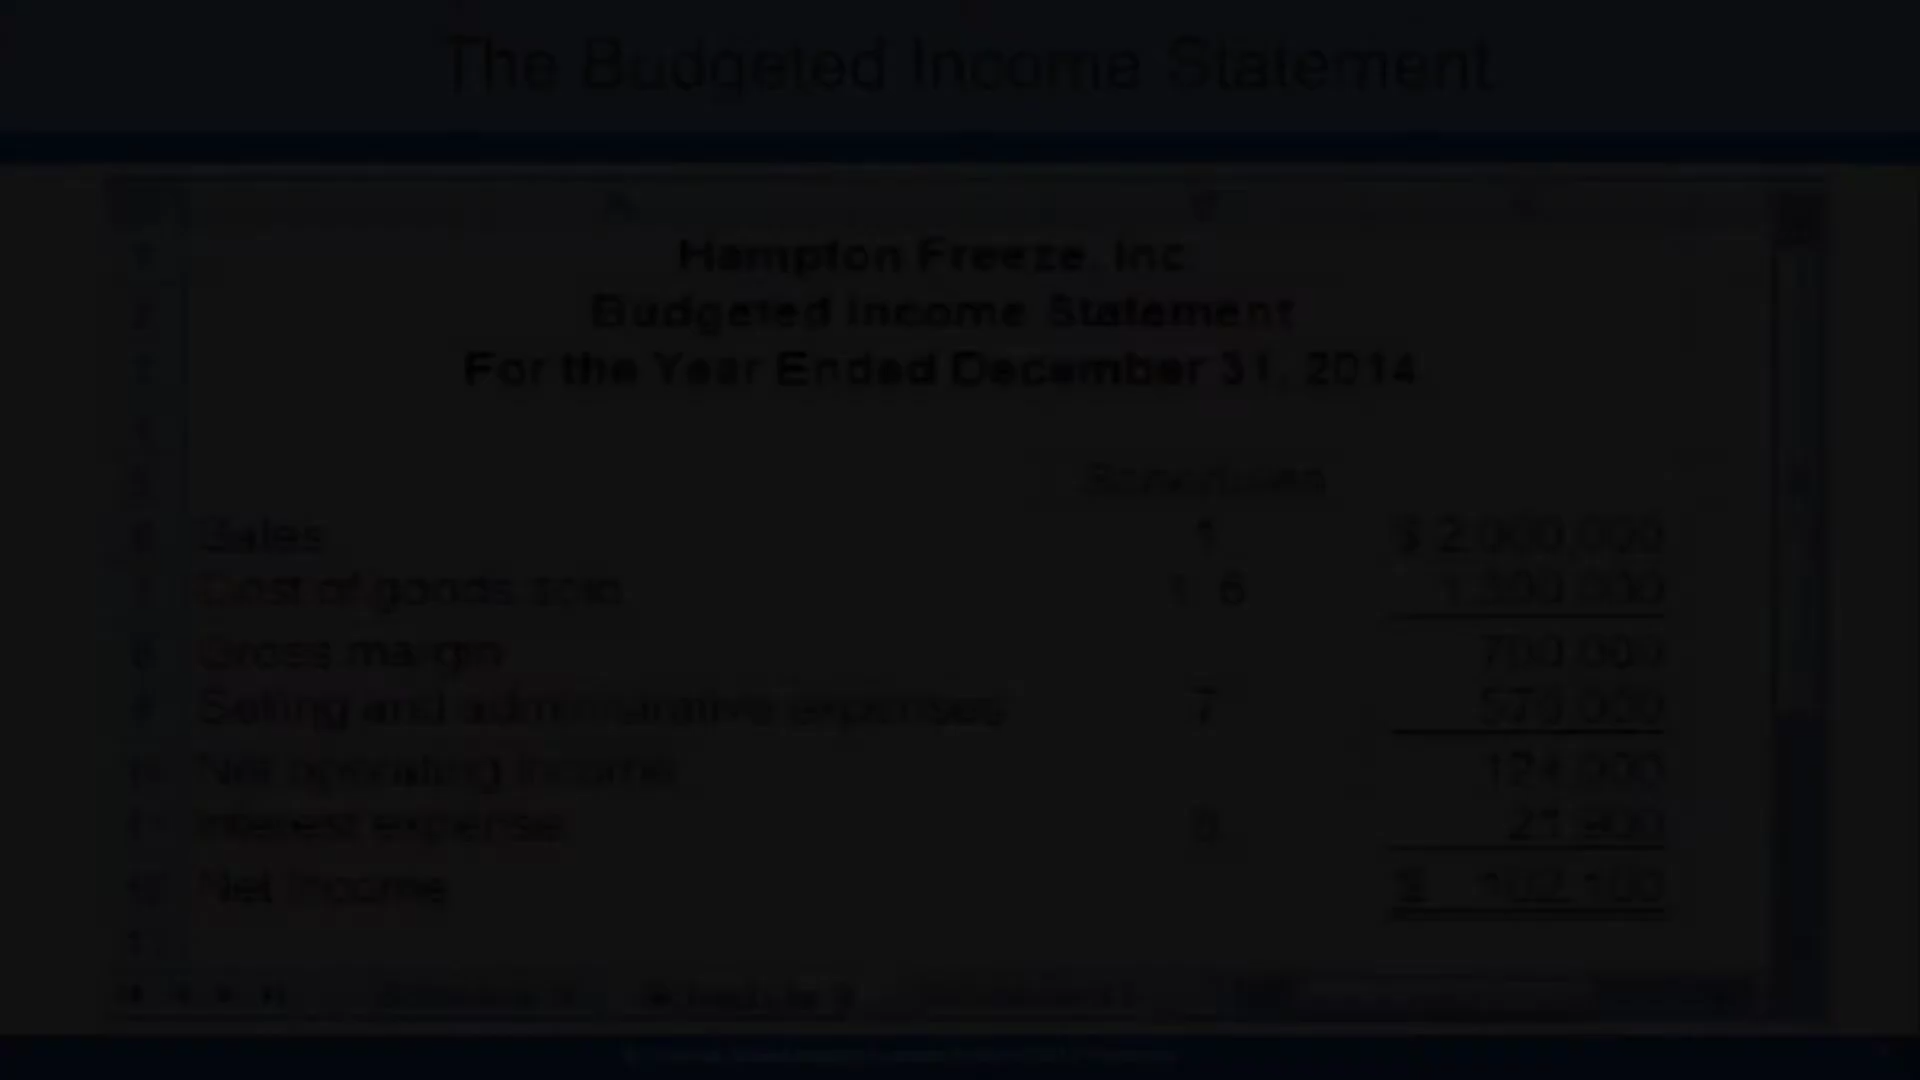 The Budgeted Income Statement
Hampton Freeze, Inc.
Budgeted Income Statement
For the Year Ended December 31, 2014
Schedules
Sales 1 $ 2,000,000
Cost of goods sold 6 1,300,000
Gross margin 700,000
Selling and administrative expenses 7 576,000
Net operating income 124,000
Interest expense 21,900
Net income $ 102,100